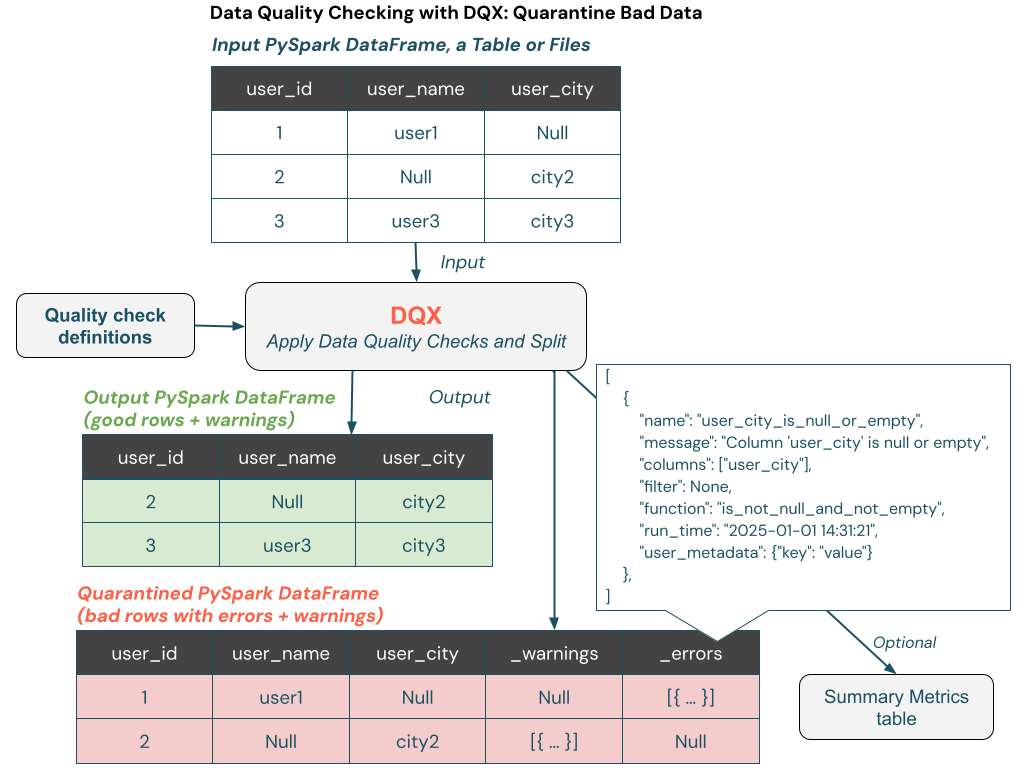 Data Quality Checking with DQX: Quarantine Bad Data
Input PySpark DataFrame, a Table or Files
user_id user_name user_city
1 user1 Null
2 Null city2
3 user3 city3
Input
Quality check
definitions
DQX
Apply Data Quality Checks and Split
Output PySpark DataFrame
(good rows + warnings)
Output
user_id user_name user_city
2 Null city2
3 user3 city3
[
{
"name": "user_city_is_null_or_empty",
"message": "Column 'user_city' is null or empty",
"columns": ["user_city"],
"filter": None,
"function": "is_not_null_and_not_empty",
"run_time": "2025-01-01 14:31:21",
"user_metadata": {"key": "value"}
},
]
Quarantined PySpark DataFrame
(bad rows with errors + warnings)
user_id user_name user_city _warnings _errors
1 user1 Null Null [{ ... }]
2 Null city2 [{ ... }] Null
Optional
Summary Metrics
table